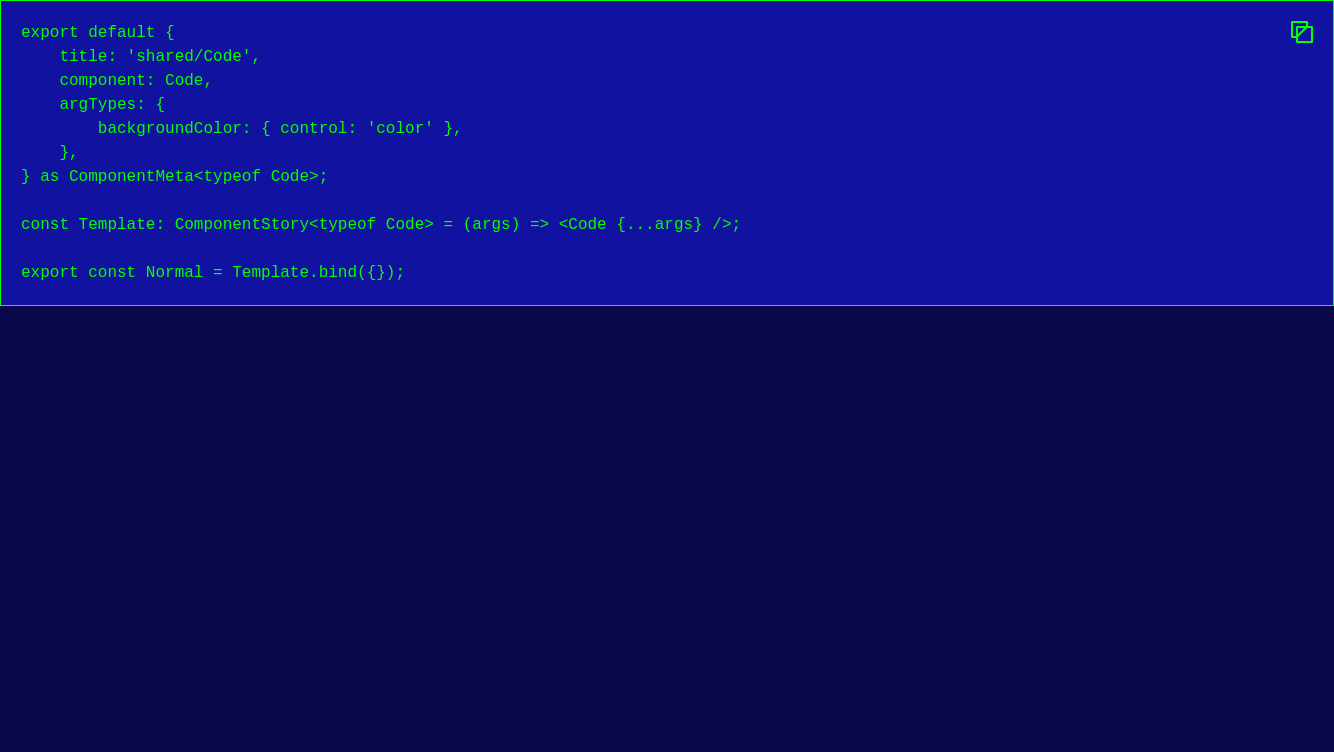 export default {
    title: 'shared/Code',
    component: Code,
    argTypes: {
        backgroundColor: { control: 'color' },
    },
} as ComponentMeta<typeof Code>;

const Template: ComponentStory<typeof Code> = (args) => <Code {...args} />;

export const Normal = Template.bind({});